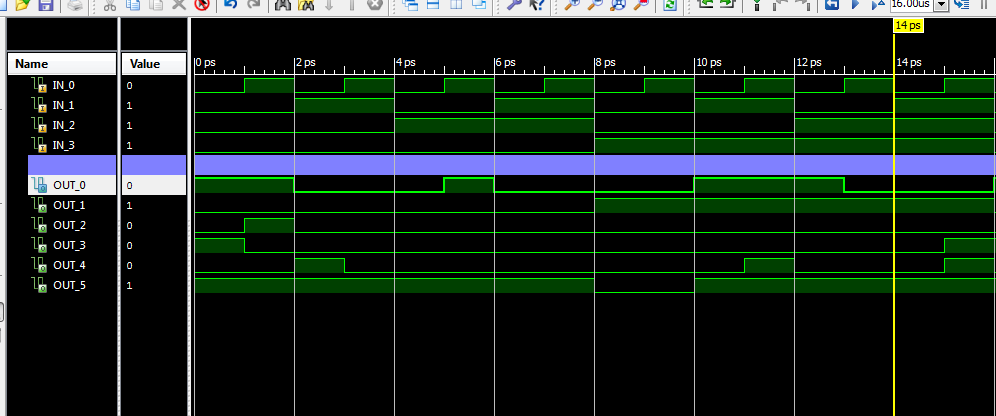 16.00us
14 ps
Name Value
0 ps 2 ps 4 ps 6 ps 8 ps 10 ps 12 ps 14 ps
IN_0 0
IN_1 1
IN_2 1
IN_3 1
OUT_0 0
OUT_1 1
OUT_2 0
OUT_3 0
OUT_4 0
OUT_5 1